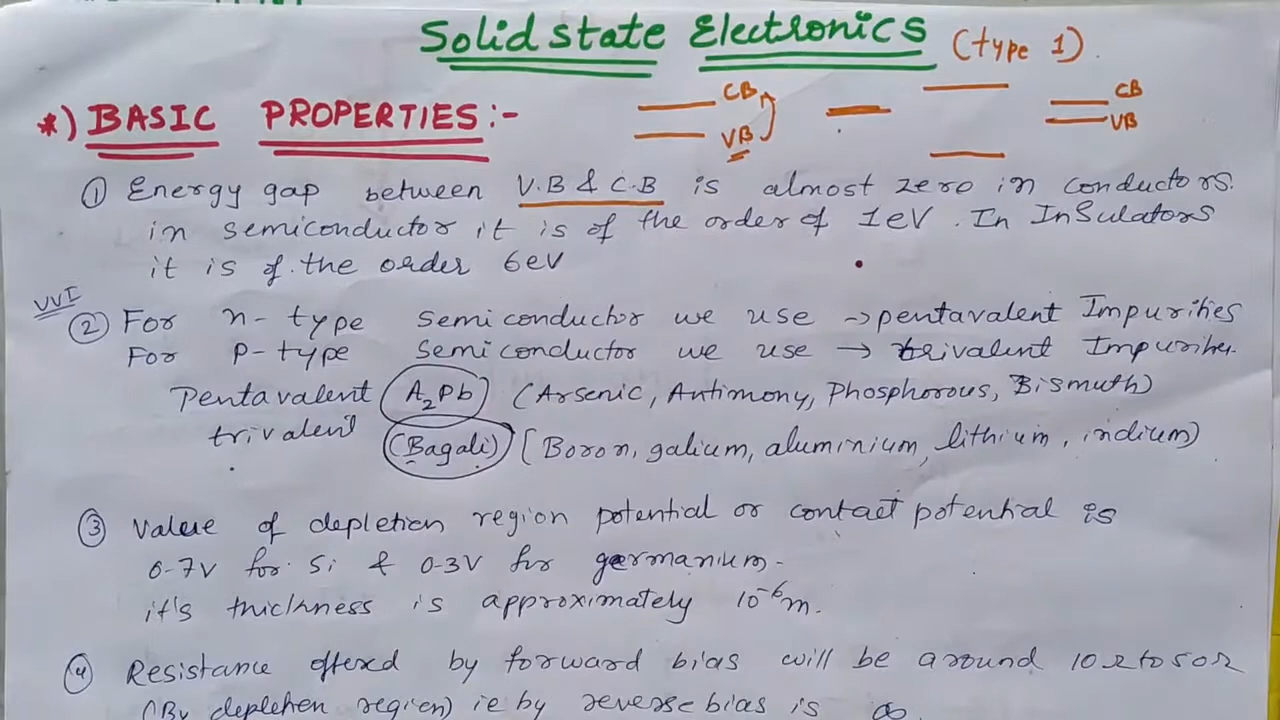 Solid state Electronics (type 1).
*) BASIC PROPERTIES:-
CB
VB
CB
VB
① Energy gap between V.B & C.B is almost zero in conductors.
in semiconductor it is of the order of 1eV. In Insulators
it is of the order 6eV
VVI
② For n-type semiconductor we use → pentavalent Impurities
For p-type semiconductor we use → trivalent Impurities.
Pentavalent (A₂Pb) (Arsenic, Antimony, Phosphorous, Bismuth)
trivalent (Bagali) [Boron, galium, aluminium, lithium, indium)
③ Value of depletion region potential or contact potential is
0.7V for Si & 0.3V for germanium.
it's thickness is approximately 10⁻⁶m.
④ Resistance offered by forward bias will be around 10Ω to 50Ω
(By depletion region) ie by reverse bias is ∞.